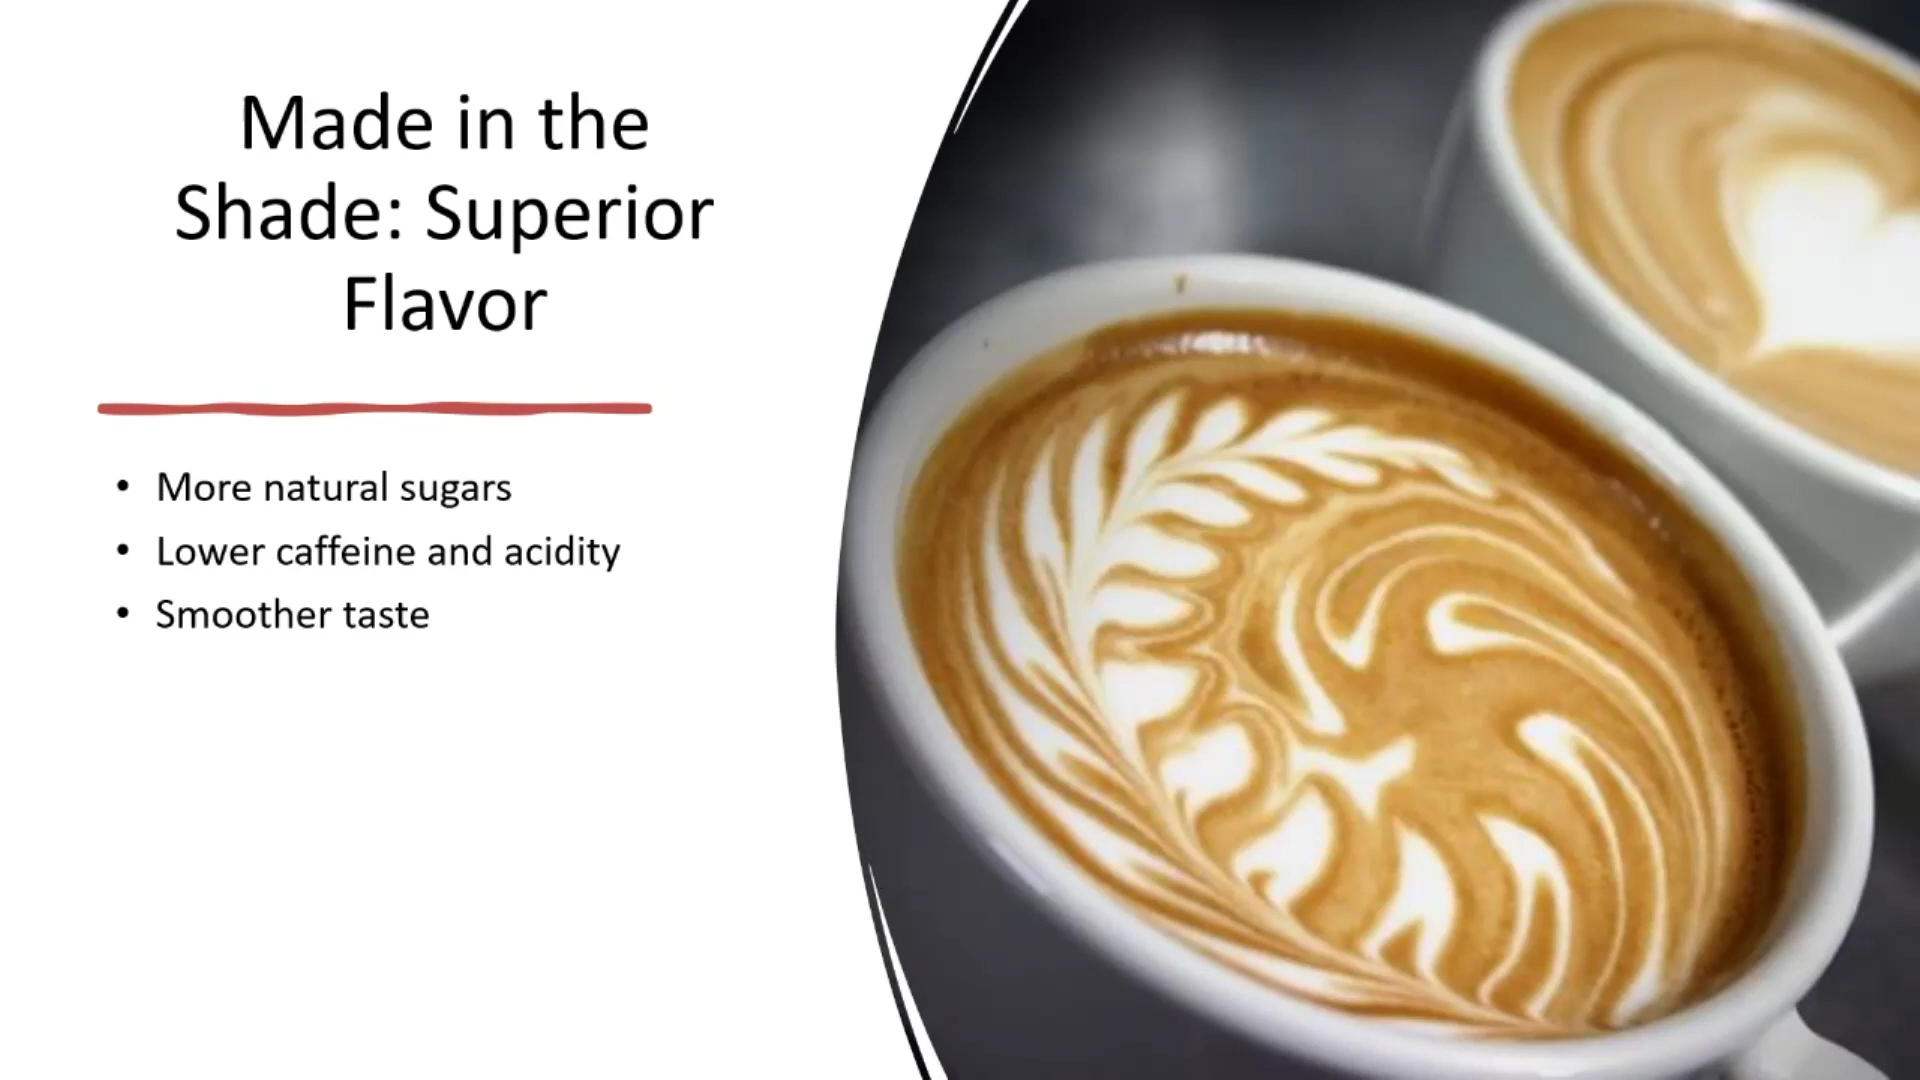 Made in the
Shade: Superior
Flavor
• More natural sugars
• Lower caffeine and acidity
• Smoother taste